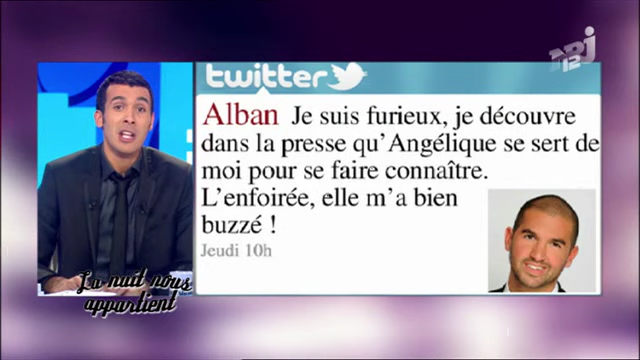 NRJ
12
twitter
Alban Je suis furieux, je découvre
dans la presse qu'Angélique se sert de
moi pour se faire connaître.
L'enfoirée, elle m'a bien
buzzé !
Jeudi 10h
La nuit nous
appartient